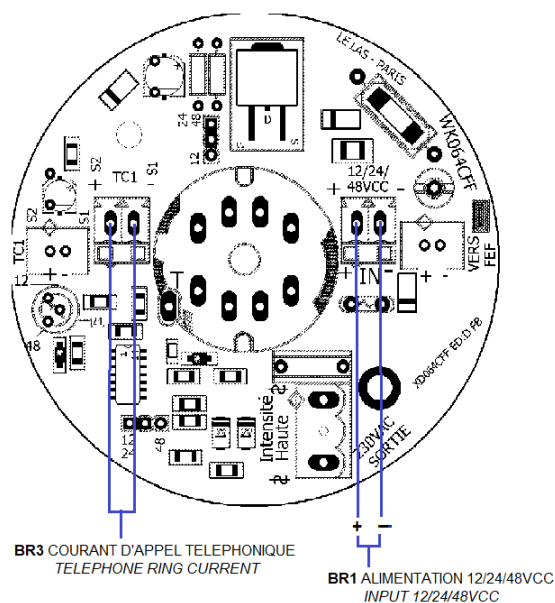 LE LAS - PARIS
WK064CFF
24
48
12
S2
S1
+ TC1 -
12/24/
+ 48VCC -
S2
S1
TC1
+ -
12
48
T
+ IN -
+ -
VERS
FEF
XD064CFF ED:D PB
12
24
48
Intensité
Haute
230VAC
SORTIE
+ −
BR3 COURANT D'APPEL TELEPHONIQUE
TELEPHONE RING CURRENT
BR1 ALIMENTATION 12/24/48VCC
INPUT 12/24/48VCC